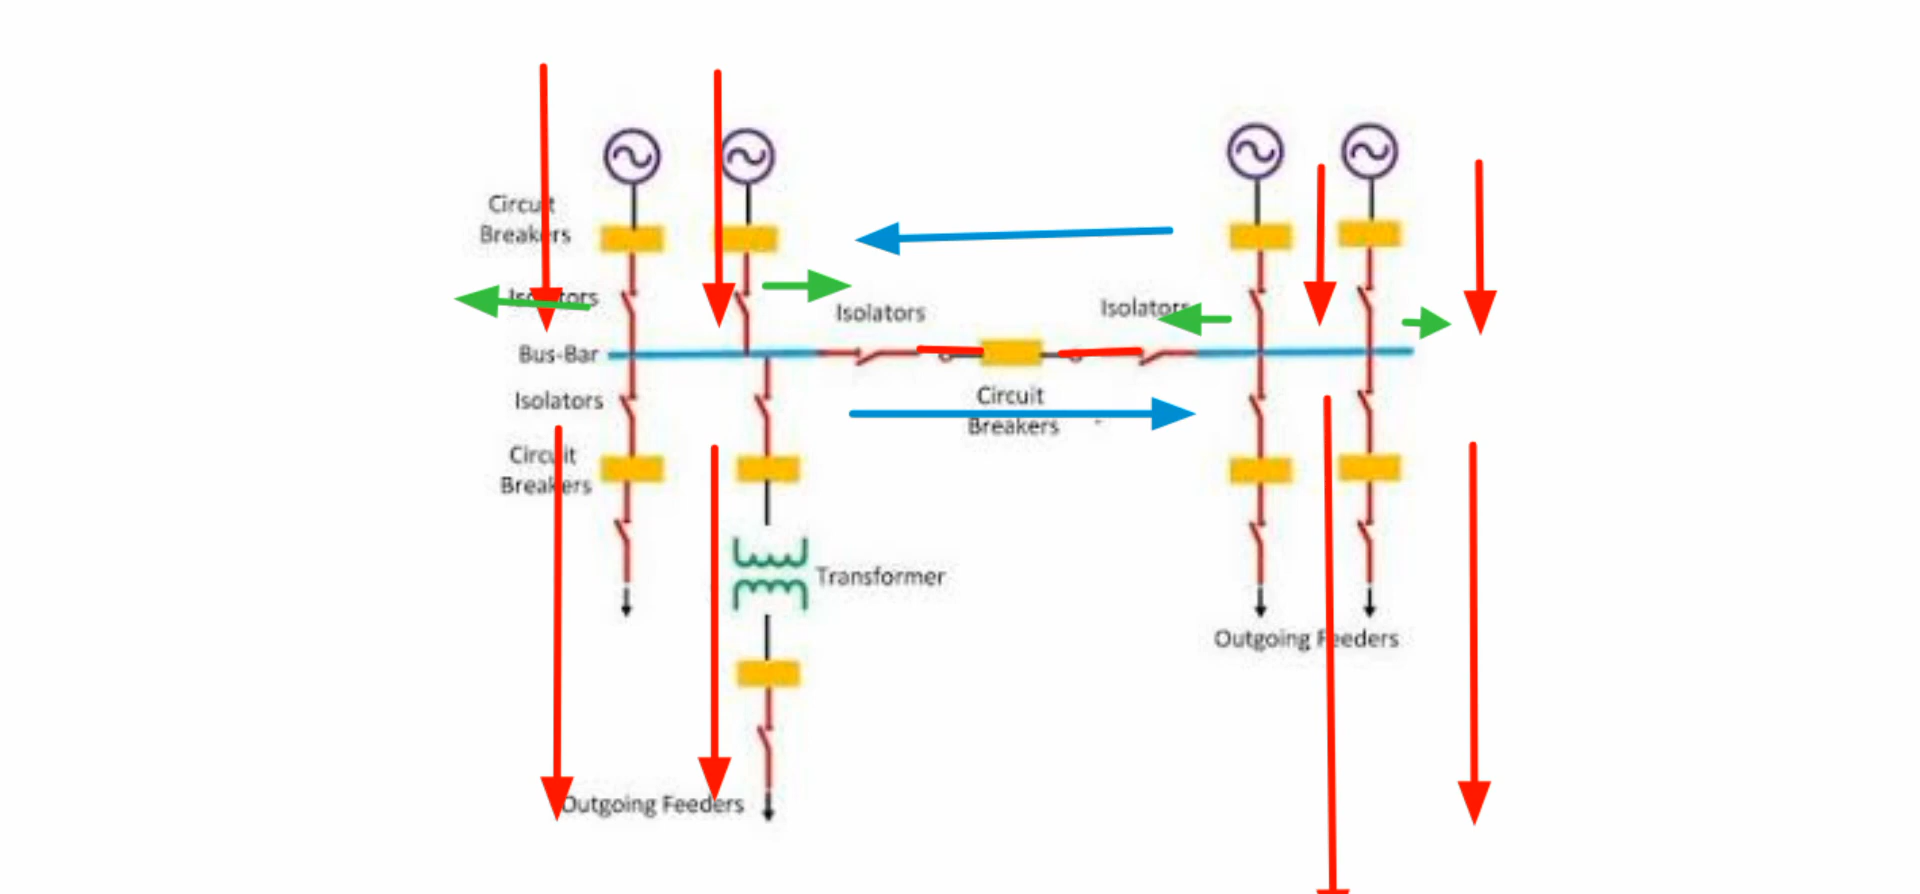 Circuit
Breakers
Isolators
Isolators
Isolators
Bus-Bar
Isolators
Circuit
Breakers
Circuit
Breakers
Transformer
Outgoing Feeders
Outgoing Feeders